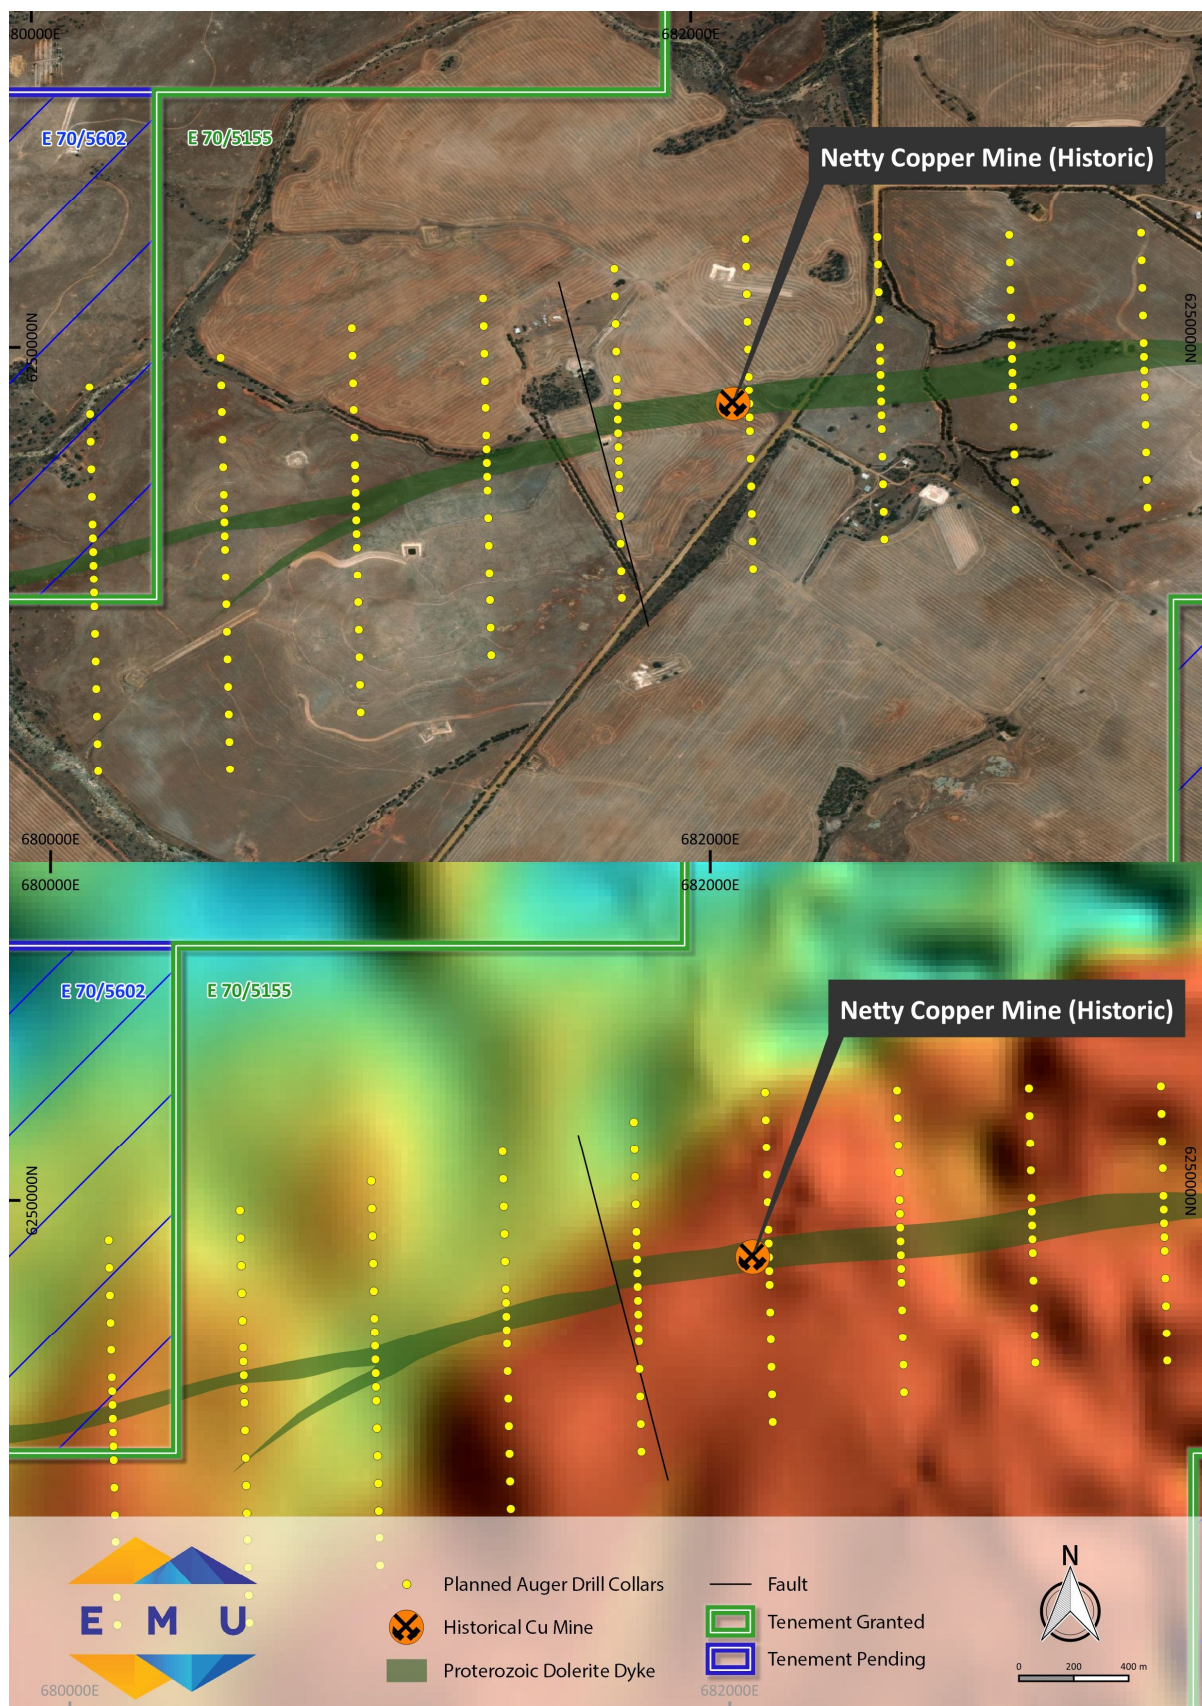 80000E
682000E
E 70/5602
E 70/5155
Netty Copper Mine (Historic)
6250000N
6250000N
680000E
682000E
680000E
682000E
E 70/5602
E 70/5155
Netty Copper Mine (Historic)
6250000N
6250000N
EMU
Planned Auger Drill Collars
Historical Cu Mine
Proterozoic Dolerite Dyke
Fault
Tenement Granted
Tenement Pending
N
0 200 400 m
680000E
682000E